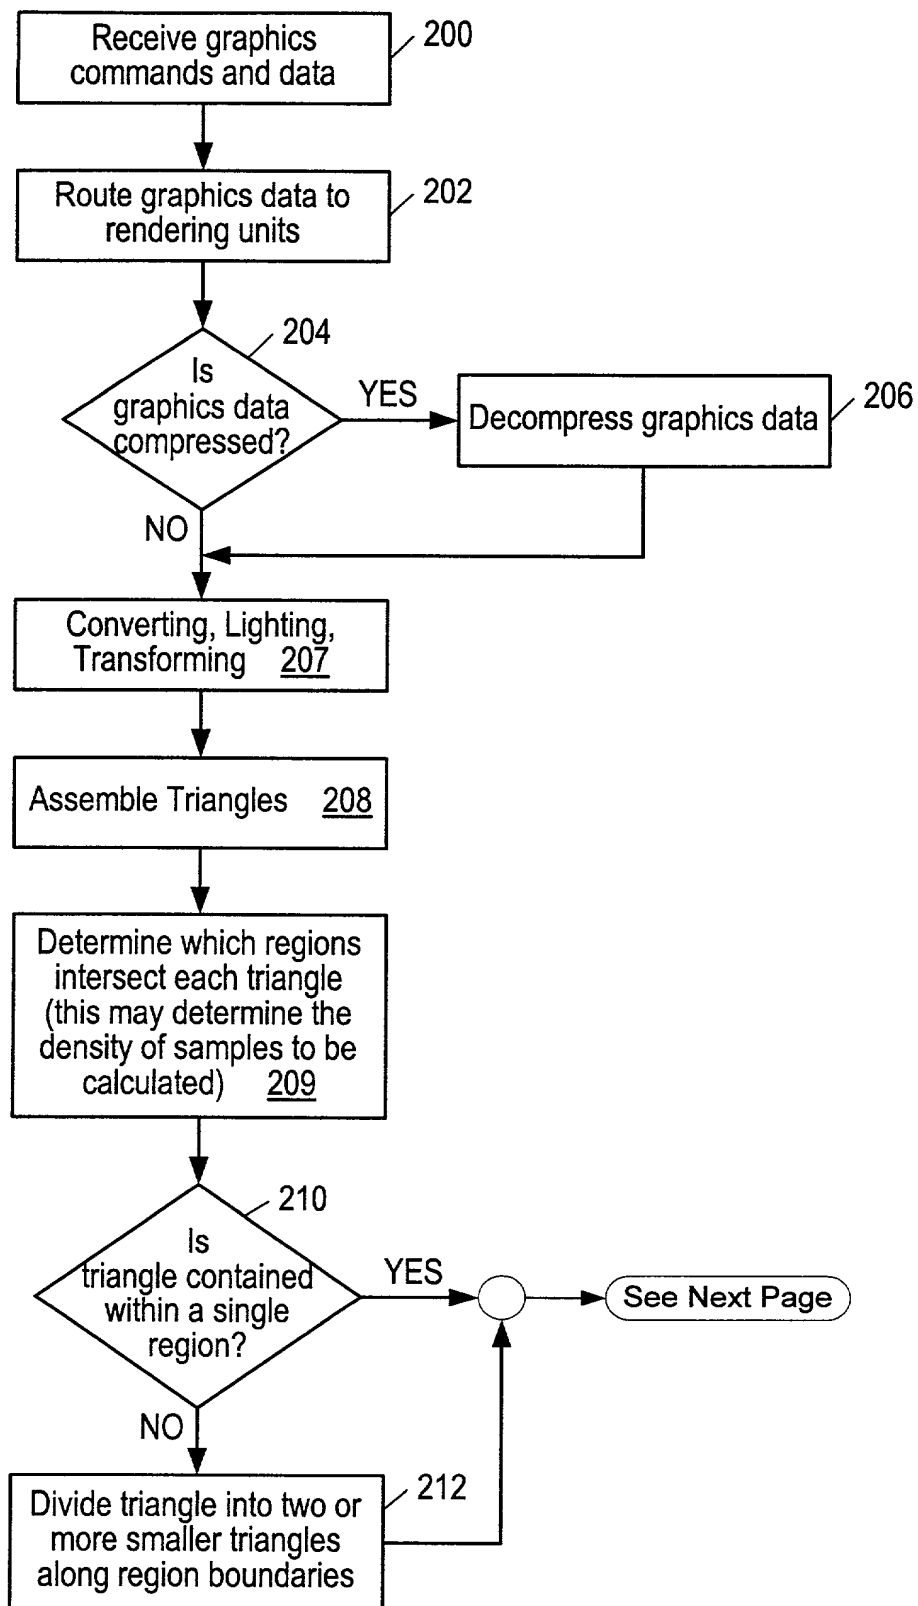 Receive graphics
commands and data
200
Route graphics data to
rendering units
202
204
Is
graphics data
compressed?
YES
Decompress graphics data
206
NO
Converting, Lighting,
Transforming 207
Assemble Triangles 208
Determine which regions
intersect each triangle
(this may determine the
density of samples to be
calculated) 209
210
Is
triangle contained
within a single
region?
YES
See Next Page
NO
Divide triangle into two or
more smaller triangles
along region boundaries
212